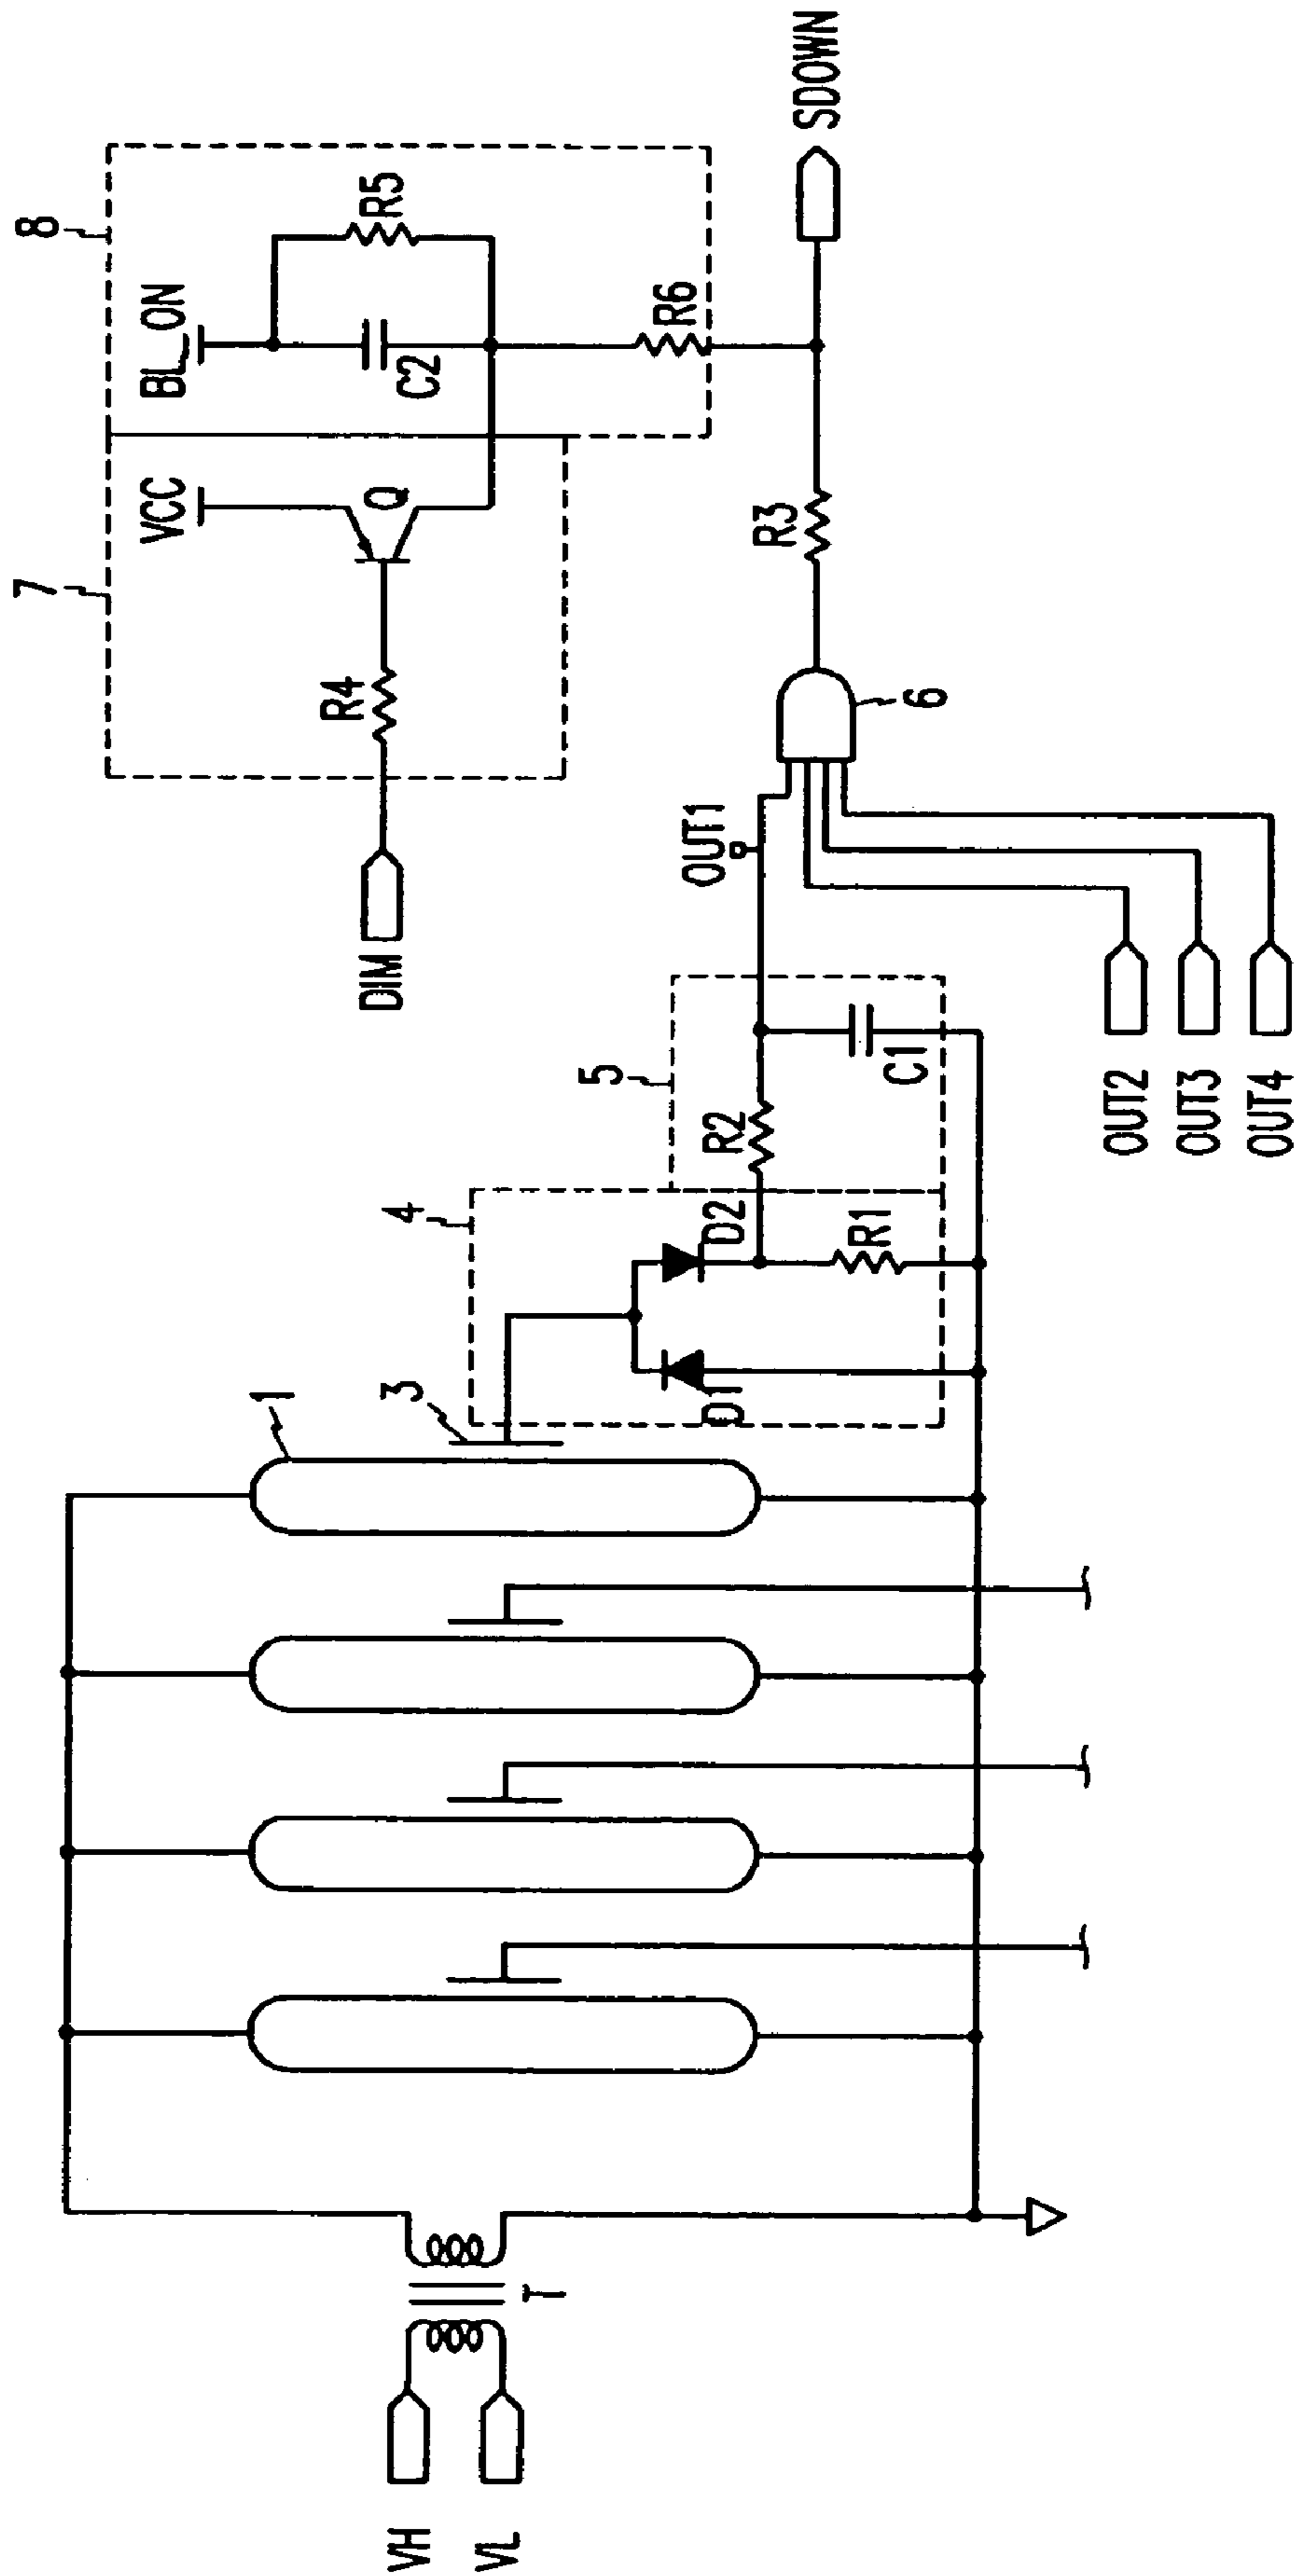 VH
VL
T
1
3
4
D1
D2
R1
5
R2
C1
OUT1
OUT2
OUT3
OUT4
6
R3
SDOWN
DIM
7
R4
VCC
Q
8
BL_ON
C2
R5
R6